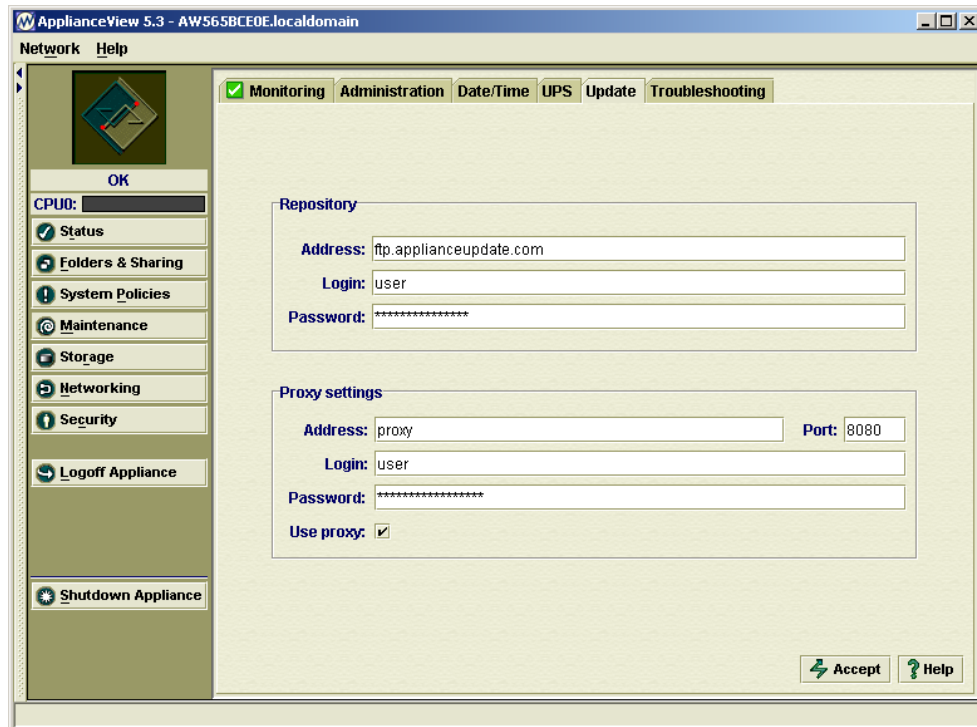 ApplianceView 5.3 - AW565BCE0E.localdomain
Network Help
Monitoring Administration Date/Time UPS Update Troubleshooting
OK
CPU0:
Status
Folders & Sharing
System Policies
Maintenance
Storage
Networking
Security
Logoff Appliance
Shutdown Appliance
Repository
Address: ftp.applianceupdate.com
Login: user
Password: ***************
Proxy settings
Address: proxy Port: 8080
Login: user
Password: *****************
Use proxy:
Accept Help